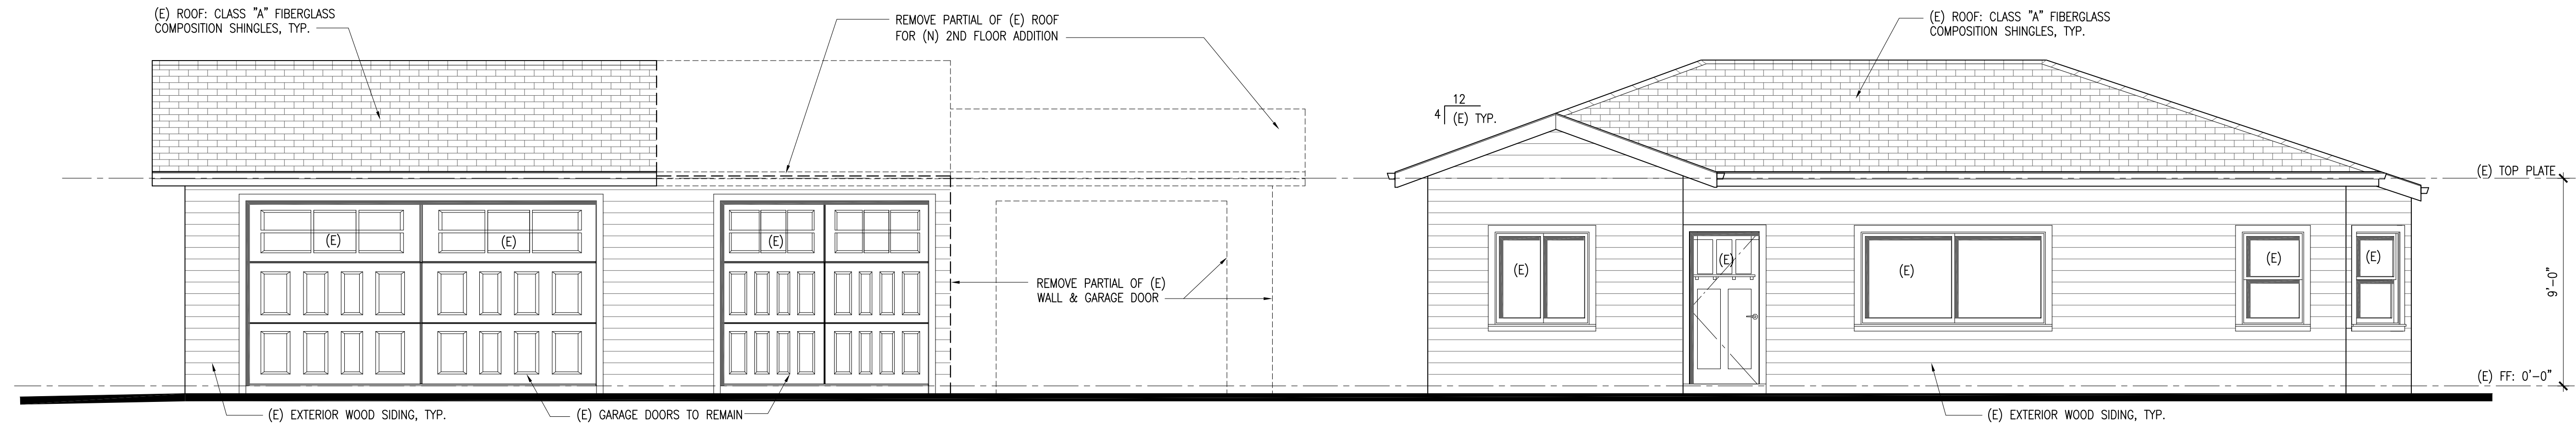 (E) ROOF: CLASS "A" FIBERGLASS
COMPOSITION SHINGLES, TYP.
REMOVE PARTIAL OF (E) ROOF
FOR (N) 2ND FLOOR ADDITION
(E) ROOF: CLASS "A" FIBERGLASS
COMPOSITION SHINGLES, TYP.
12
4
(E) TYP.
(E) TOP PLATE
(E)
(E)
(E)
(E)
(E)
(E)
(E)
(E)
REMOVE PARTIAL OF (E)
WALL & GARAGE DOOR
9'-0"
(E) FF: 0'-0"
(E) EXTERIOR WOOD SIDING, TYP.
(E) GARAGE DOORS TO REMAIN
(E) EXTERIOR WOOD SIDING, TYP.